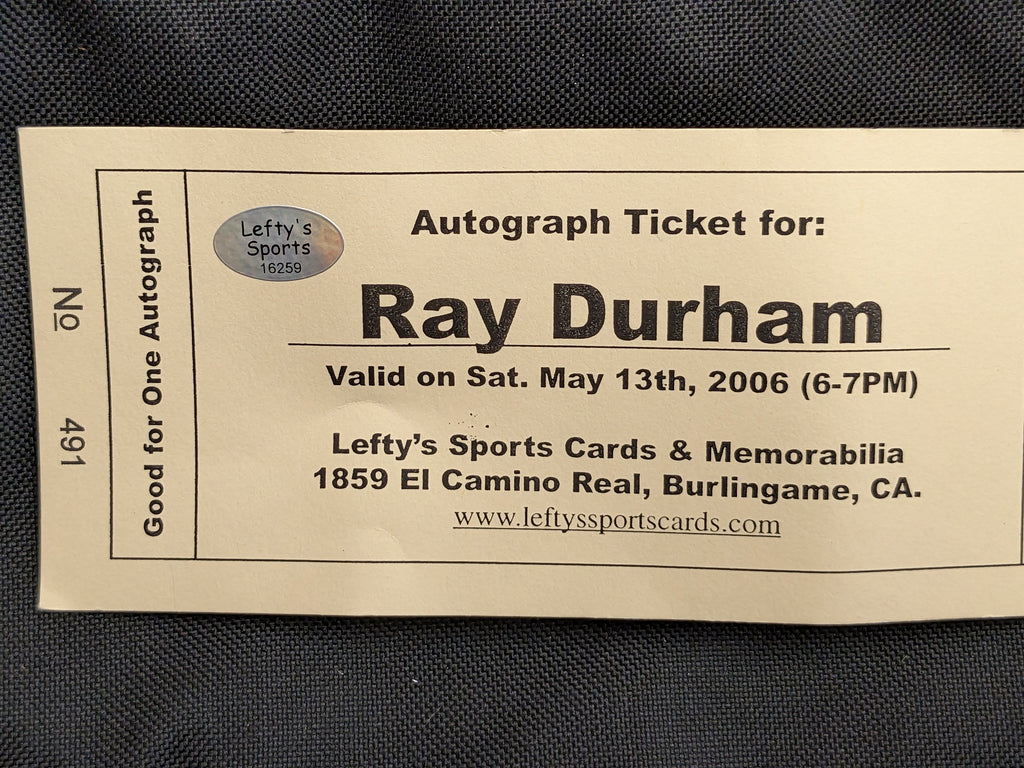 No 491
Good for One Autograph
Lefty's
Sports
16259
Autograph Ticket for:
Ray Durham
Valid on Sat. May 13th, 2006 (6-7PM)
Lefty's Sports Cards & Memorabilia
1859 El Camino Real, Burlingame, CA.
www.leftyssportscards.com